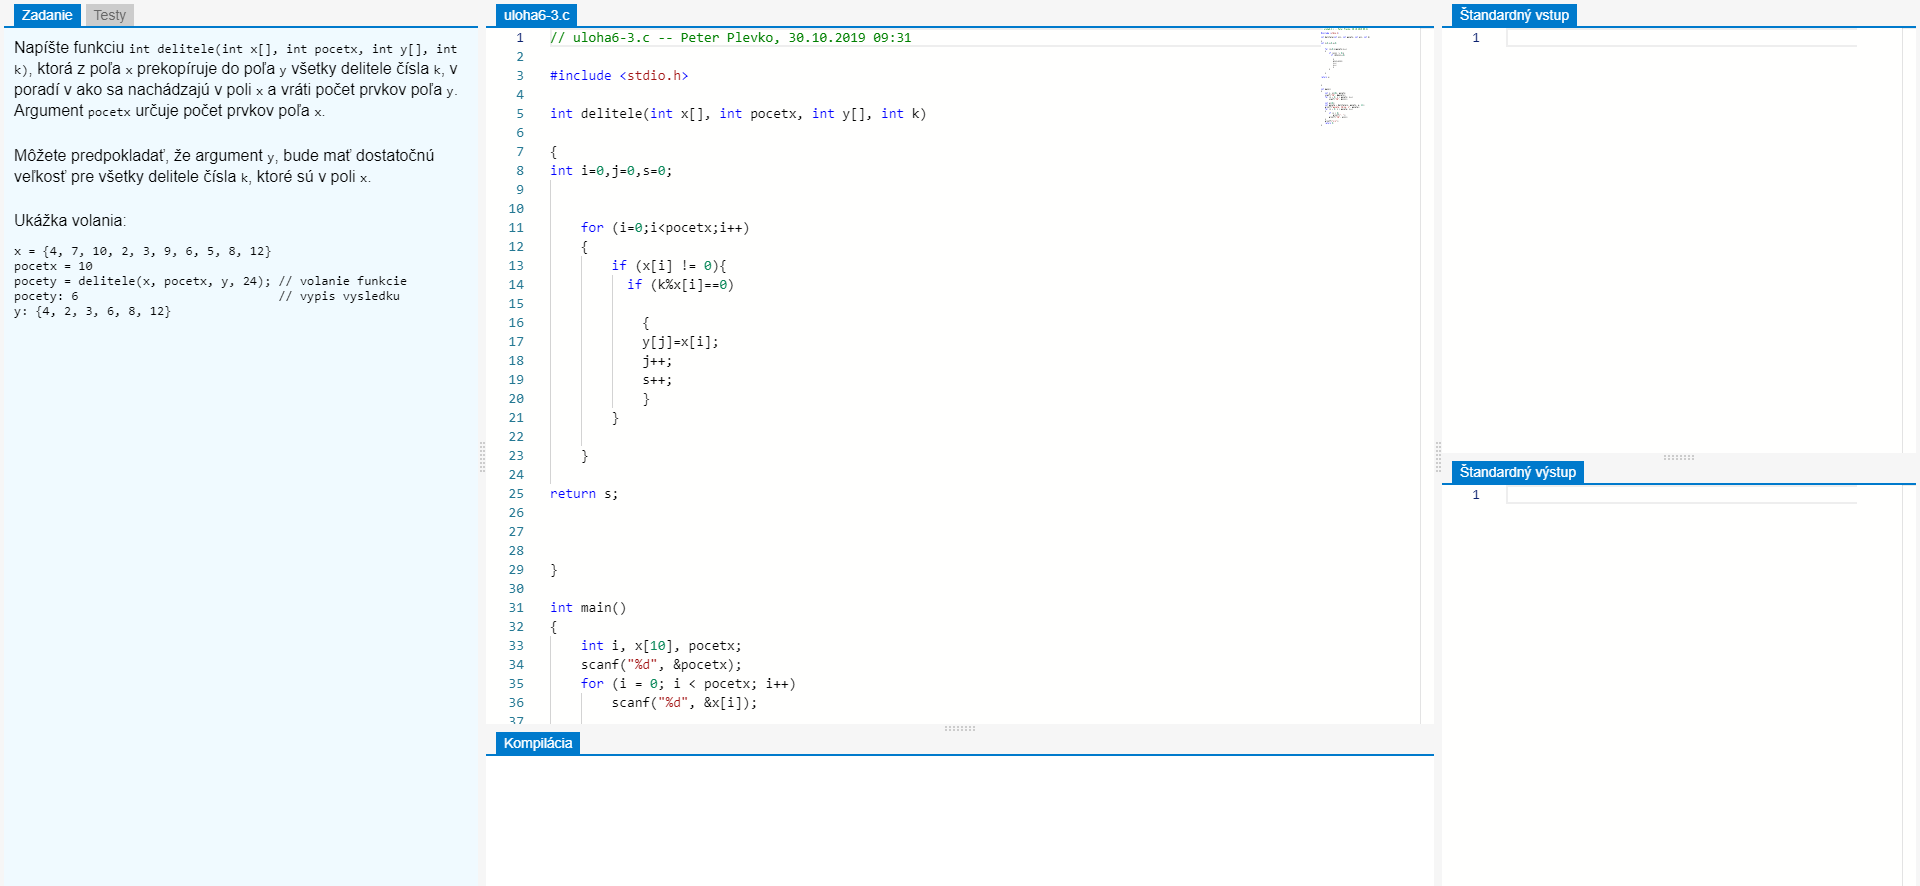 Zadanie
Testy
Napíšte funkciu int delitele(int x[], int pocetx, int y[], int
k), ktorá z poľa x prekopíruje do poľa y všetky delitele čísla k, v
poradí v ako sa nachádzajú v poli x a vráti počet prvkov poľa y.
Argument pocetx určuje počet prvkov poľa x.
Môžete predpokladať, že argument y, bude mať dostatočnú
veľkosť pre všetky delitele čísla k, ktoré sú v poli x.
Ukážka volania:
x = {4, 7, 10, 2, 3, 9, 6, 5, 8, 12}
pocetx = 10
pocety = delitele(x, pocetx, y, 24); // volanie funkcie
pocety: 6 // vypis vysledku
y: {4, 2, 3, 6, 8, 12}
uloha6-3.c
1 // uloha6-3.c -- Peter Plevko, 30.10.2019 09:31
2
3 #include <stdio.h>
4
5 int delitele(int x[], int pocetx, int y[], int k)
6
7 {
8 int i=0,j=0,s=0;
9
10
11 for (i=0;i<pocetx;i++)
12 {
13 if (x[i] != 0){
14 if (k%x[i]==0)
15
16 {
17 y[j]=x[i];
18 j++;
19 s++;
20 }
21 }
22
23 }
24
25 return s;
26
27
28
29 }
30
31 int main()
32 {
33 int i, x[10], pocetx;
34 scanf("%d", &pocetx);
35 for (i = 0; i < pocetx; i++)
36 scanf("%d", &x[i]);
37
Kompilácia
Štandardný vstup
1
Štandardný výstup
1